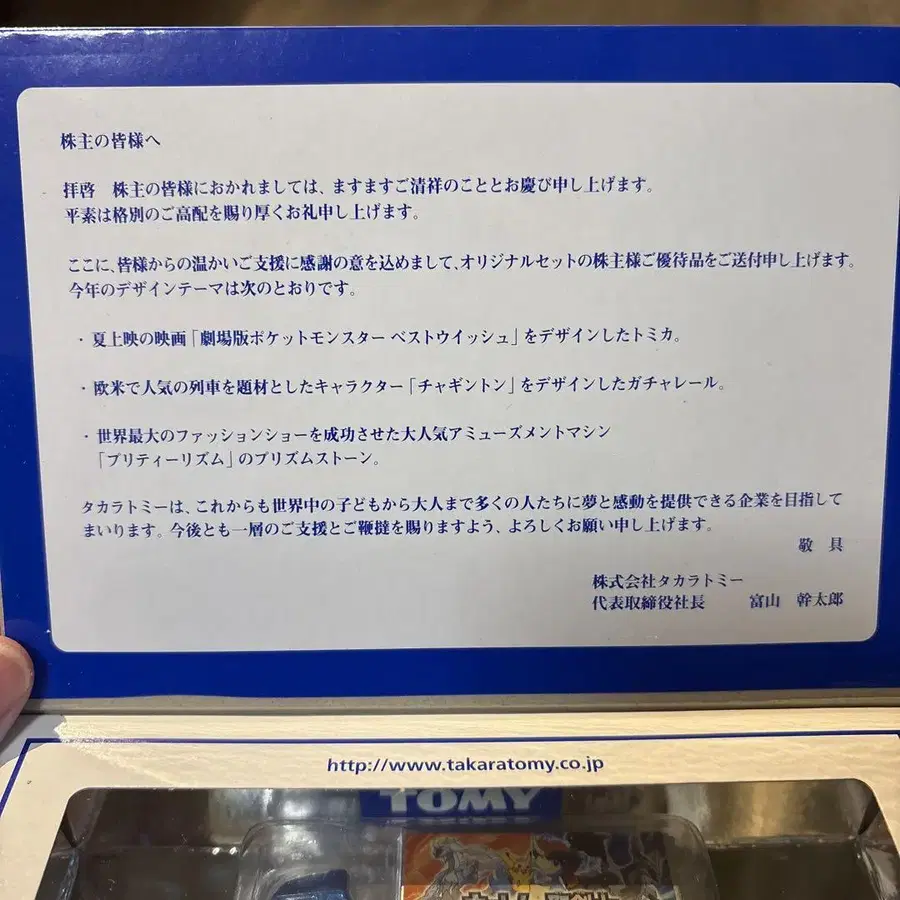 株主の皆様へ
拝啓　株主の皆様におかれましては、ますますご清祥のこととお慶び申し上げます。
平素は格別のご高配を賜り厚くお礼申し上げます。
ここに、皆様からの温かいご支援に感謝の意を込めまして、オリジナルセットの株主様ご優待品をご送付申し上げます。
今年のデザインテーマは次のとおりです。
・夏上映の映画「劇場版ポケットモンスター ベストウイッシュ」をデザインしたトミカ。
・欧米で人気の列車を題材としたキャラクター「チャギントン」をデザインしたガチャレール。
・世界最大のファッションショーを成功させた大人気アミューズメントマシン
「プリティーリズム」のプリズムストーン。
タカラトミーは、これからも世界中の子どもから大人まで多くの人たちに夢と感動を提供できる企業を目指して
まいります。今後とも一層のご支援とご鞭撻を賜りますよう、よろしくお願い申し上げます。
敬　具
株式会社タカラトミー
代表取締役社長　富山　幹太郎
http://www.takaratomy.co.jp
TOMY